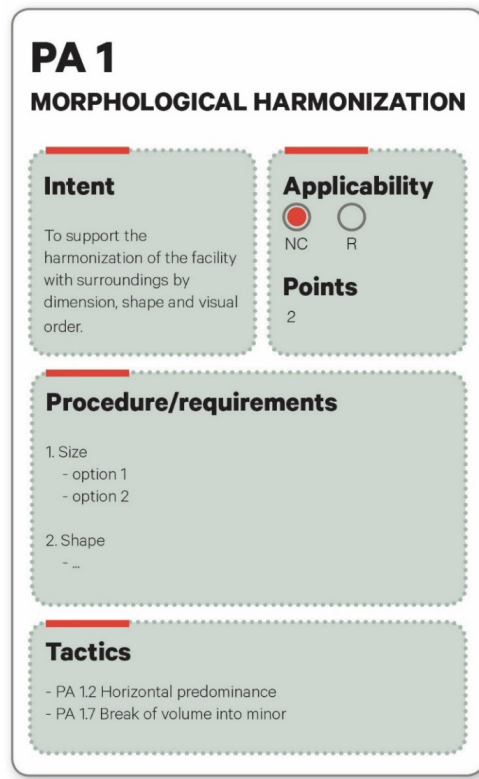 PA 1
MORPHOLOGICAL HARMONIZATION
Intent
To support the
harmonization of the facility
with surroundings by
dimension, shape and visual
order.
Applicability
NC R
Points
2
Procedure/requirements
1. Size
- option 1
- option 2
2. Shape
- ...
Tactics
- PA 1.2 Horizontal predominance
- PA 1.7 Break of volume into minor